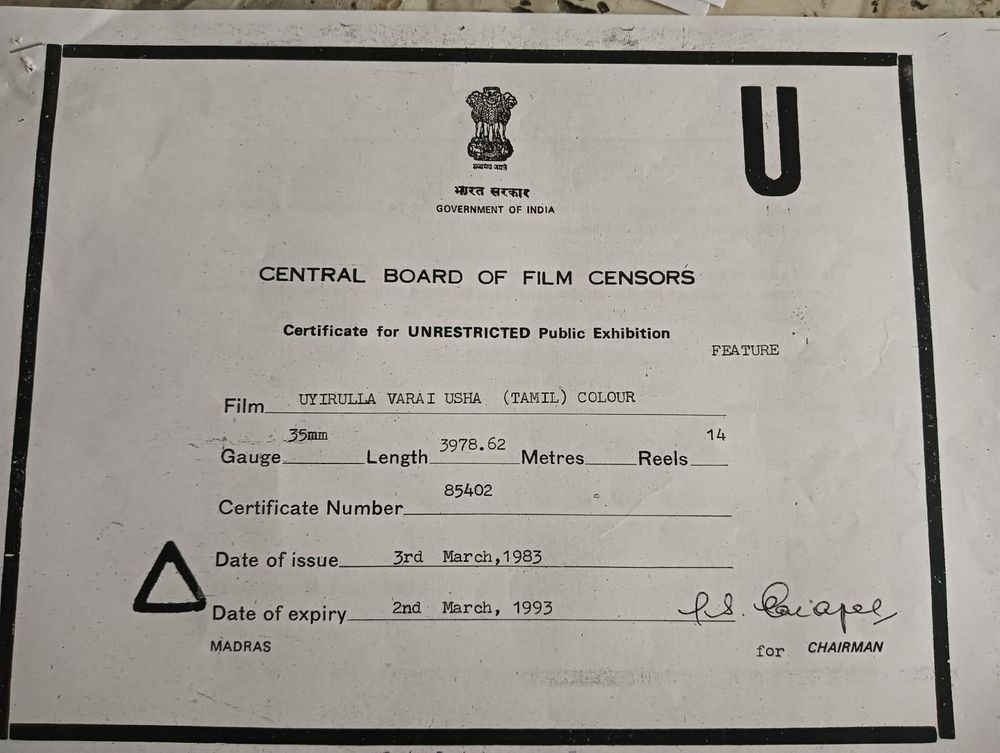 U
सत्यमेव जयते
भारत सरकार
GOVERNMENT OF INDIA
CENTRAL BOARD OF FILM CENSORS
Certificate for UNRESTRICTED Public Exhibition
FEATURE
Film UYIRULLA VARAI USHA (TAMIL) COLOUR
Gauge 35mm Length 3978.62 Metres Reels 14
Certificate Number 85402
Date of issue 3rd March,1983
Date of expiry 2nd March, 1993
MADRAS
for CHAIRMAN